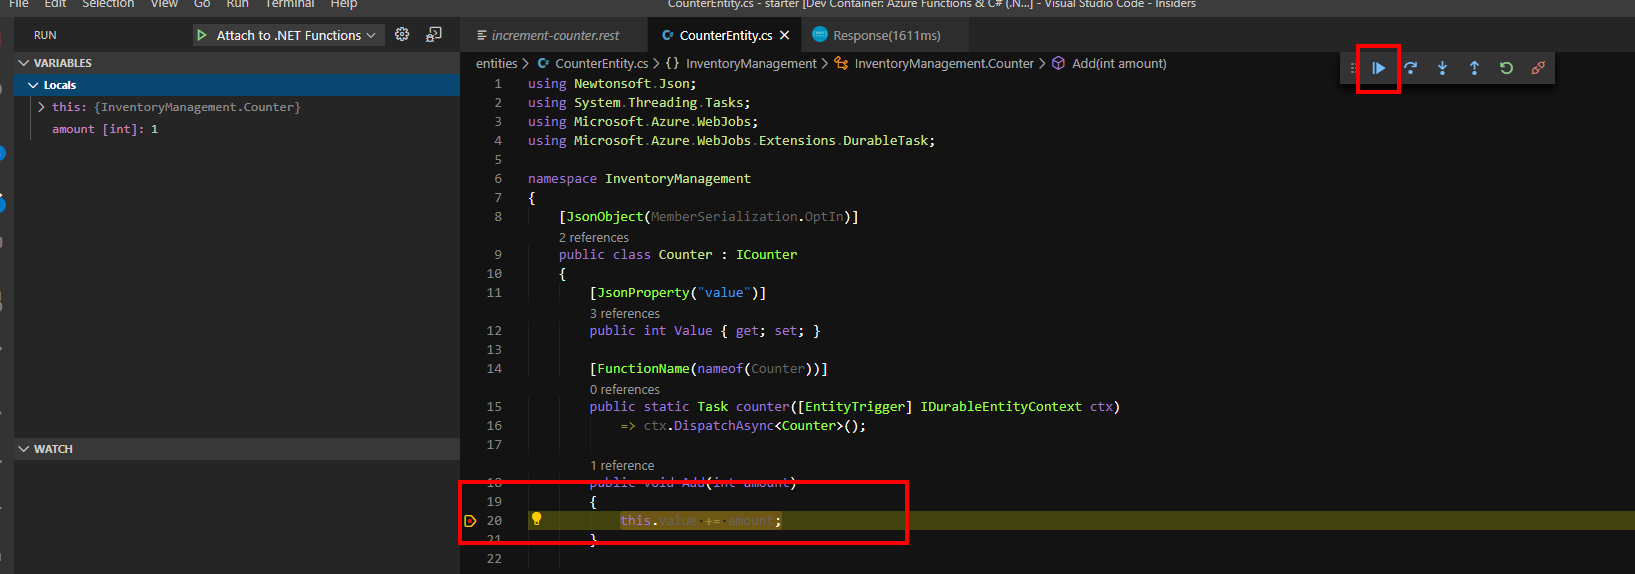 File Edit Selection View Go Run Terminal Help
CounterEntity.cs - starter [Dev Container: Azure Functions & C# (.N...] - Visual Studio Code - Insiders
RUN
Attach to .NET Functions
increment-counter.rest
CounterEntity.cs
Response(1611ms)
entities > CounterEntity.cs > {} InventoryManagement > InventoryManagement.Counter > Add(int amount)
VARIABLES
Locals
this: {InventoryManagement.Counter}
amount [int]: 1
WATCH
1 using Newtonsoft.Json;
2 using System.Threading.Tasks;
3 using Microsoft.Azure.WebJobs;
4 using Microsoft.Azure.WebJobs.Extensions.DurableTask;
5
6 namespace InventoryManagement
7 {
8 [JsonObject(MemberSerialization.OptIn)]
2 references
9 public class Counter : ICounter
10 {
11 [JsonProperty("value")]
3 references
12 public int Value { get; set; }
13
14 [FunctionName(nameof(Counter))]
0 references
15 public static Task counter([EntityTrigger] IDurableEntityContext ctx)
16 => ctx.DispatchAsync<Counter>();
17
1 reference
18 public void Add(int amount)
19 {
20 this.Value += amount;
21 }
22